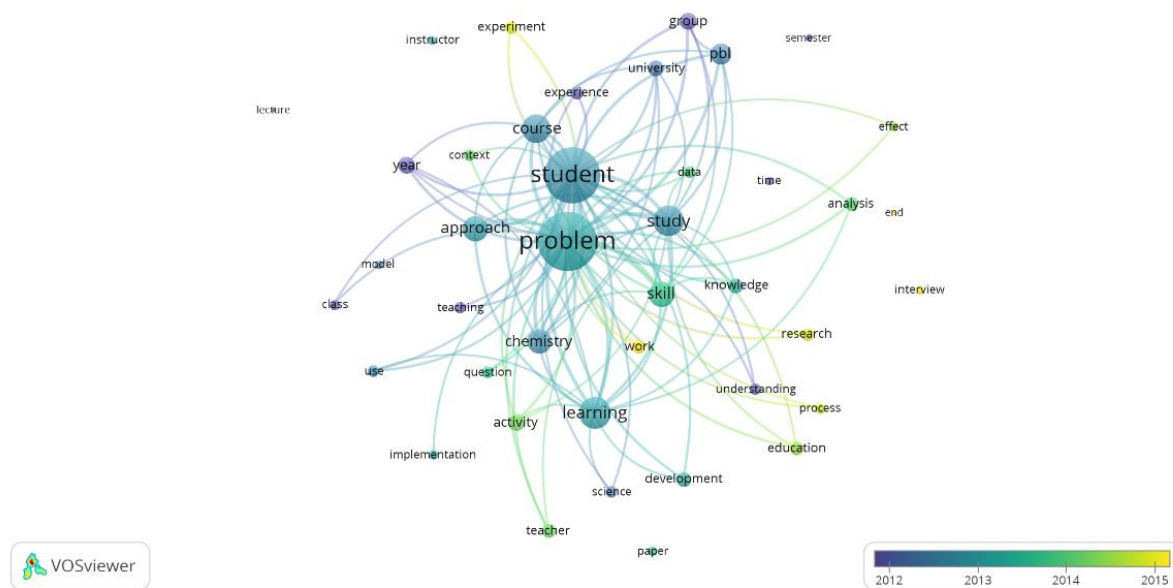 group
experiment
semester
instructor
pbl
university
experience
lecture
course
effect
context
year
student
data
time
analysis
end
study
approach
problem
model
knowledge
interview
skill
class
teaching
research
chemistry
work
use
question
understanding
process
learning
activity
education
implementation
development
science
teacher
paper
VOSviewer
2012 2013 2014 2015